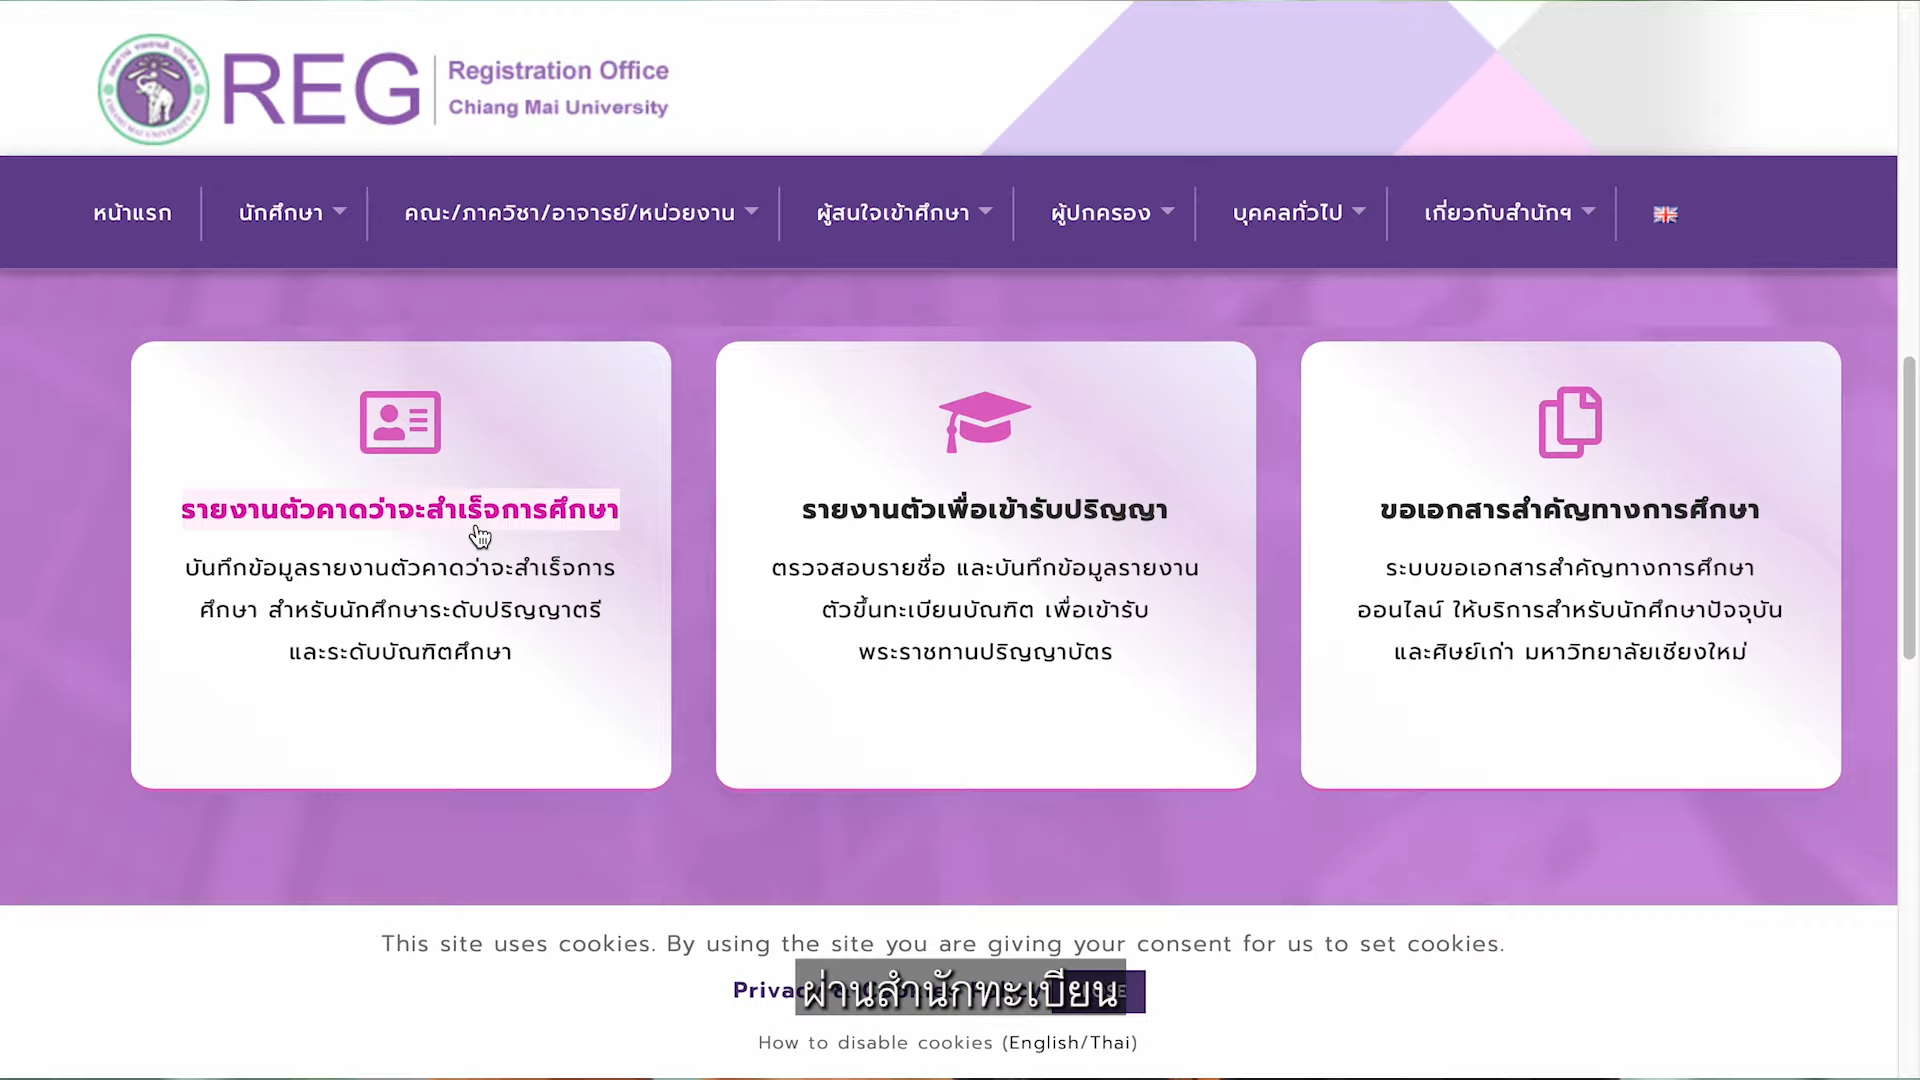 REG
Registration Office
Chiang Mai University
หน้าแรก
นักศึกษา
คณะ/ภาควิชา/อาจารย์/หน่วยงาน
ผู้สนใจเข้าศึกษา
ผู้ปกครอง
บุคคลทั่วไป
เกี่ยวกับสำนักฯ
รายงานตัวคาดว่าจะสำเร็จการศึกษา
บันทึกข้อมูลรายงานตัวคาดว่าจะสำเร็จการ
ศึกษา สำหรับนักศึกษาระดับปริญญาตรี
และระดับบัณฑิตศึกษา
รายงานตัวเพื่อเข้ารับปริญญา
ตรวจสอบรายชื่อ และบันทึกข้อมูลรายงาน
ตัวขึ้นทะเบียนบัณฑิต เพื่อเข้ารับ
พระราชทานปริญญาบัตร
ขอเอกสารสำคัญทางการศึกษา
ระบบขอเอกสารสำคัญทางการศึกษา
ออนไลน์ ให้บริการสำหรับนักศึกษาปัจจุบัน
และศิษย์เก่า มหาวิทยาลัยเชียงใหม่
This site uses cookies. By using the site you are giving your consent for us to set cookies.
ผ่านสำนักทะเบียน
How to disable cookies (English/Thai)